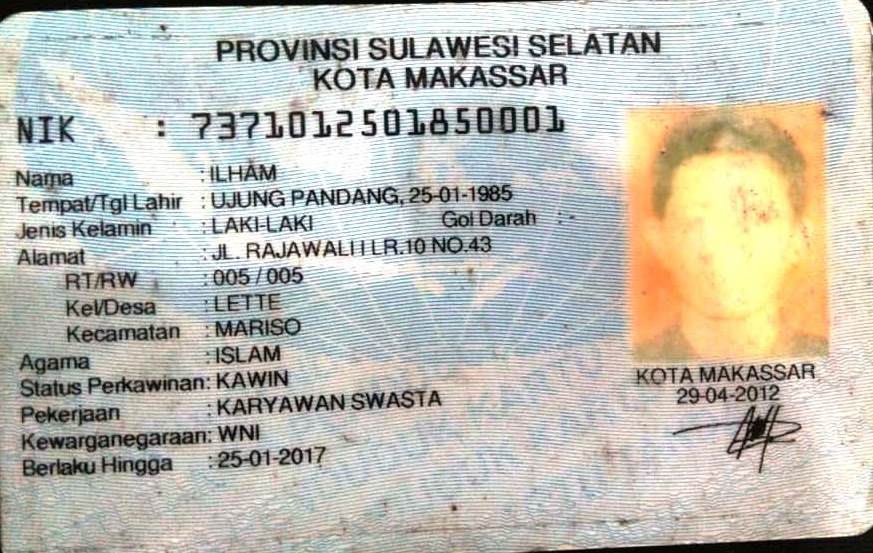 PROVINSI SULAWESI SELATAN
KOTA MAKASSAR
NIK : 7371012501850001
Nama : ILHAM
Tempat/Tgl Lahir : UJUNG PANDANG, 25-01-1985
Jenis Kelamin : LAKI-LAKI Gol Darah : -
Alamat : JL. RAJAWALI I LR.10 NO.43
RT/RW : 005 / 005
Kel/Desa : LETTE
Kecamatan : MARISO
Agama : ISLAM
Status Perkawinan: KAWIN
Pekerjaan : KARYAWAN SWASTA
Kewarganegaraan: WNI
Berlaku Hingga : 25-01-2017
KOTA MAKASSAR
29-04-2012